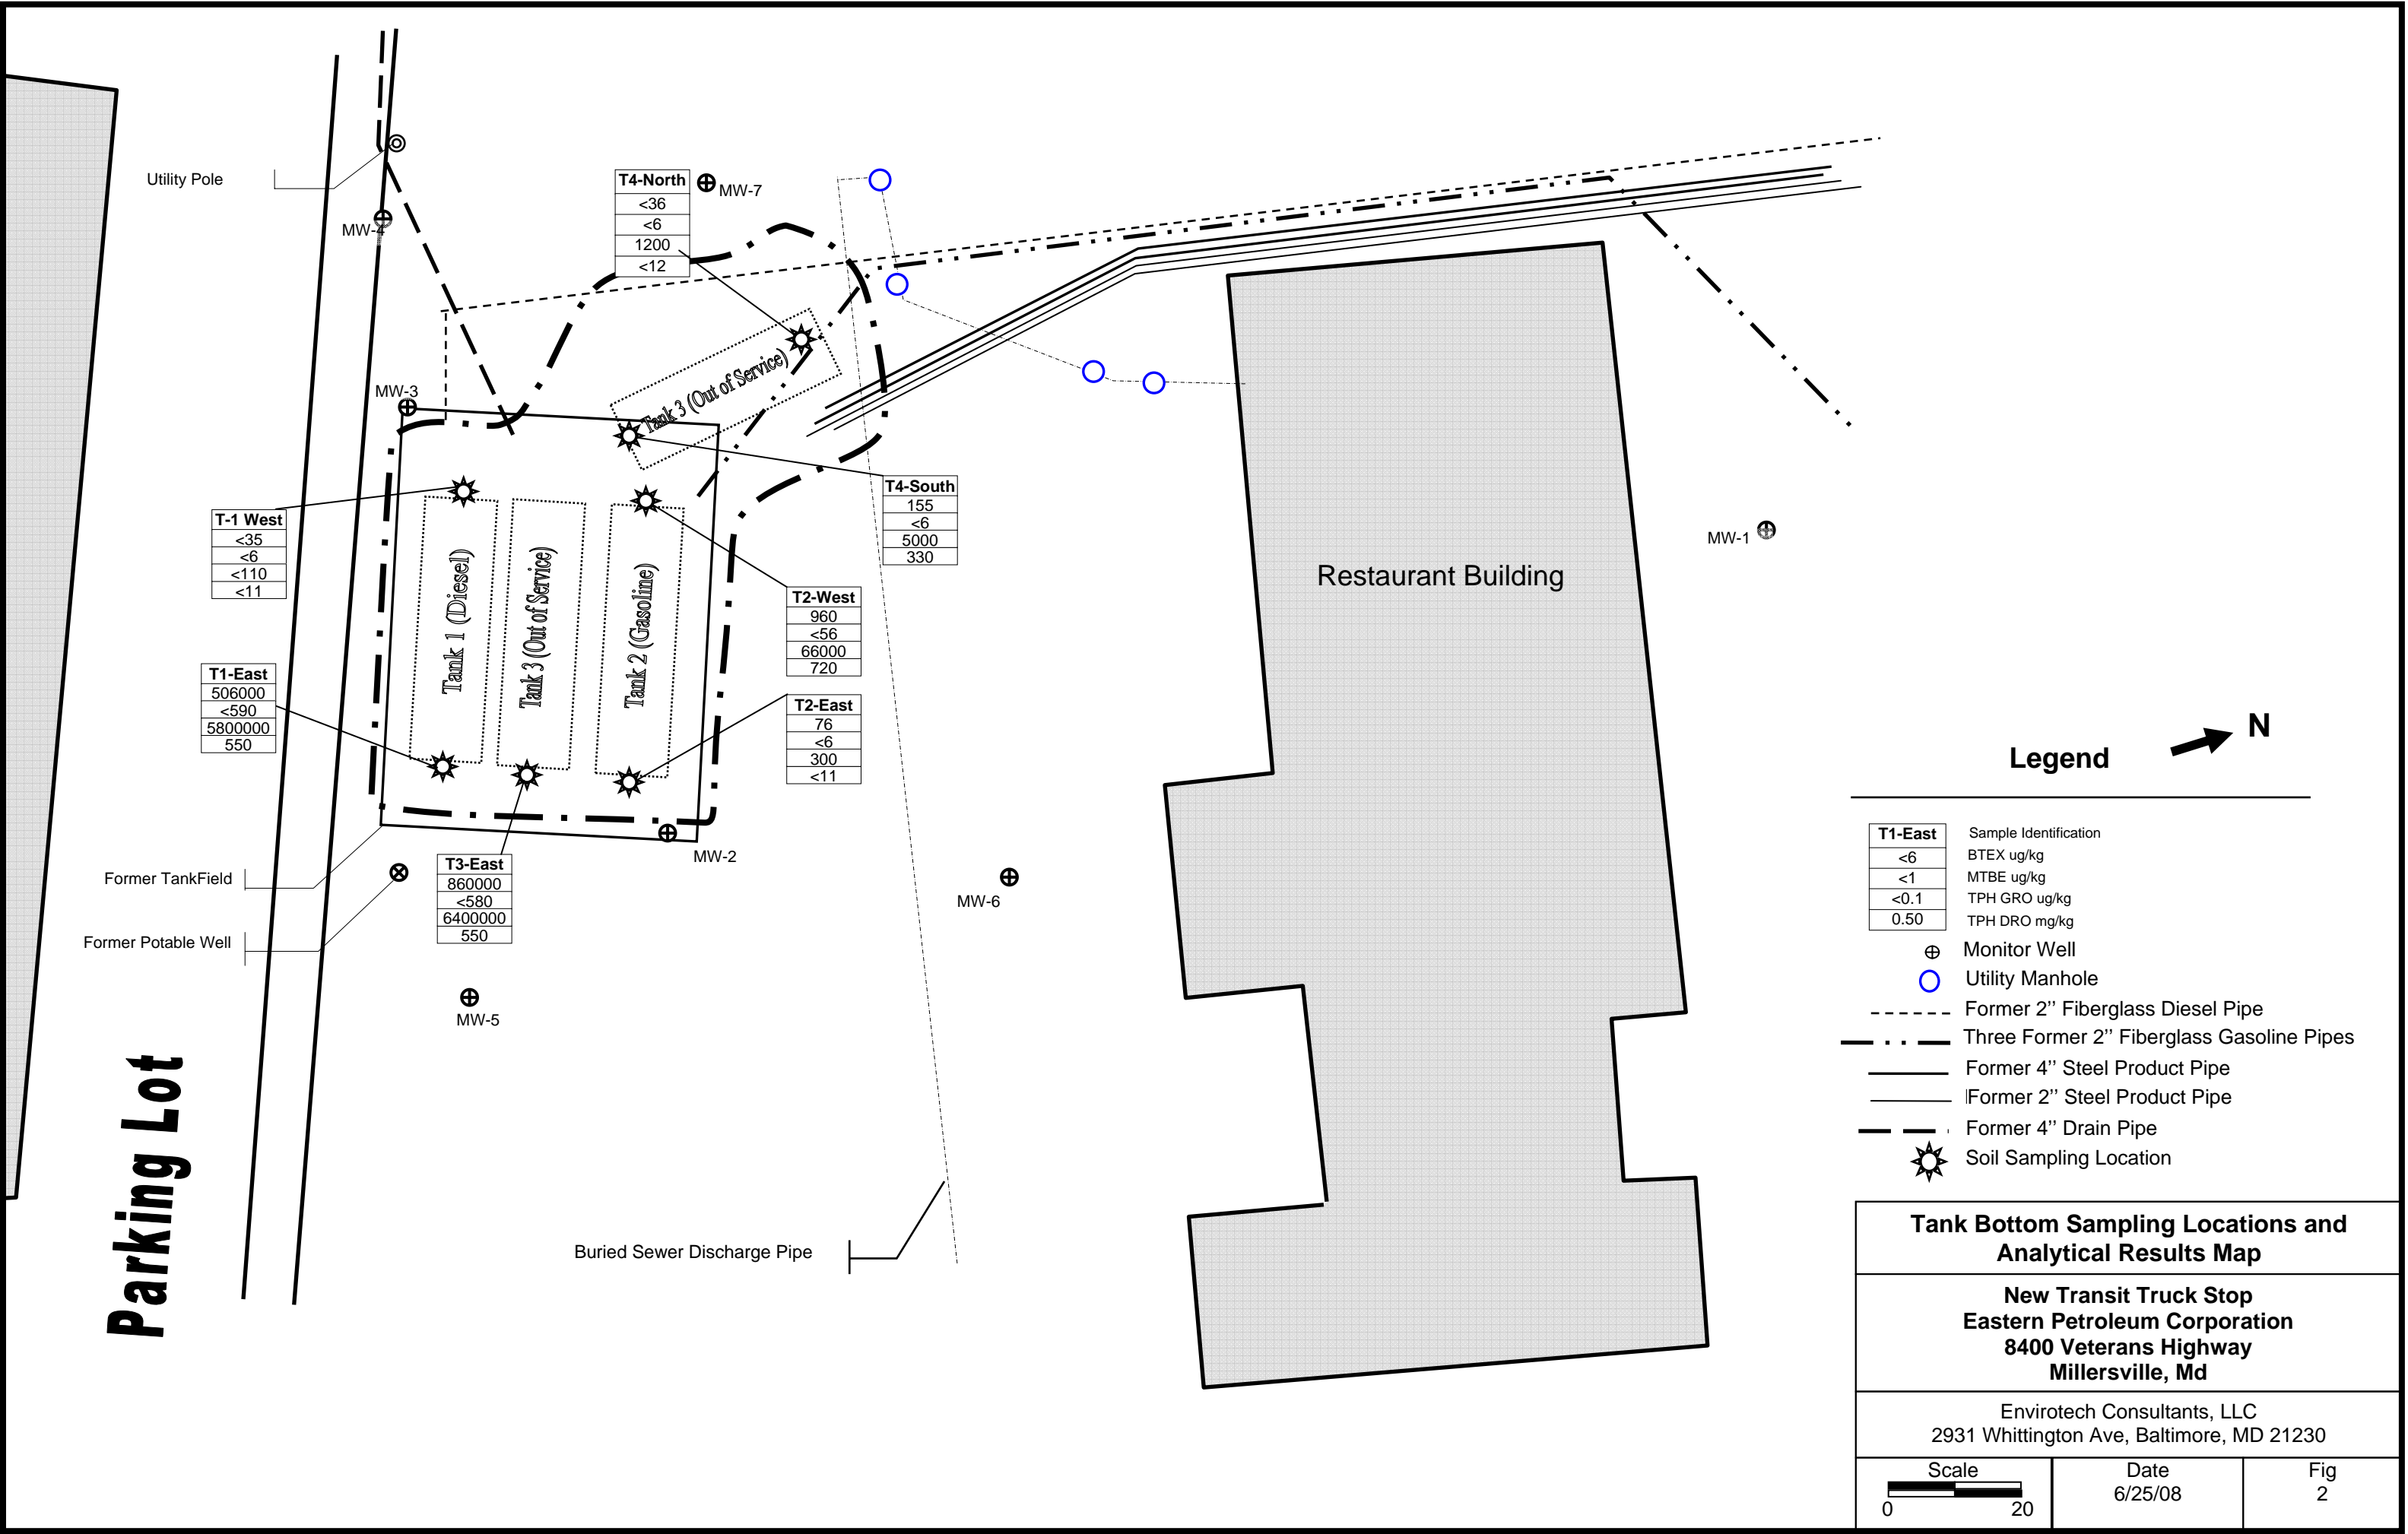 Utility Pole
MW-4
T4-North
<36
<6
1200
<12
MW-7
MW-3
Tank 3 (Out of Service)
T4-South
155
<6
5000
330
T-1 West
<35
<6
<110
<11
Tank 1 (Diesel)
Tank 3 (Out of Service)
Tank 2 (Gasoline)
T2-West
960
<56
66000
720
T1-East
506000
<590
5800000
550
T2-East
76
<6
300
<11
MW-2
T3-East
860000
<580
6400000
550
Former TankField
Former Potable Well
MW-5
MW-6
MW-1
Restaurant Building
Parking Lot
Buried Sewer Discharge Pipe
N
Legend
T1-East Sample Identification
<6 BTEX ug/kg
<1 MTBE ug/kg
<0.1 TPH GRO ug/kg
0.50 TPH DRO mg/kg
Monitor Well
Utility Manhole
Former 2'' Fiberglass Diesel Pipe
Three Former 2'' Fiberglass Gasoline Pipes
Former 4'' Steel Product Pipe
Former 2'' Steel Product Pipe
Former 4'' Drain Pipe
Soil Sampling Location
Tank Bottom Sampling Locations and
Analytical Results Map
New Transit Truck Stop
Eastern Petroleum Corporation
8400 Veterans Highway
Millersville, Md
Envirotech Consultants, LLC
2931 Whittington Ave, Baltimore, MD 21230
Scale
0 20
Date
6/25/08
Fig
2